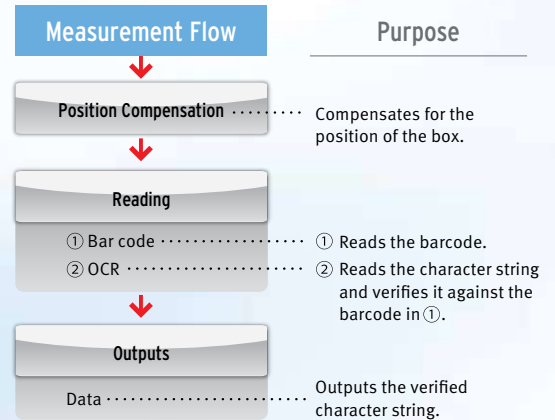 Measurement Flow    Purpose
Position Compensation ········· Compensates for the
position of the box.
Reading
① Bar code ·················· ① Reads the barcode.
② OCR ······················ ② Reads the character string
and verifies it against the
barcode in ①.
Outputs
Data ························ Outputs the verified
character string.